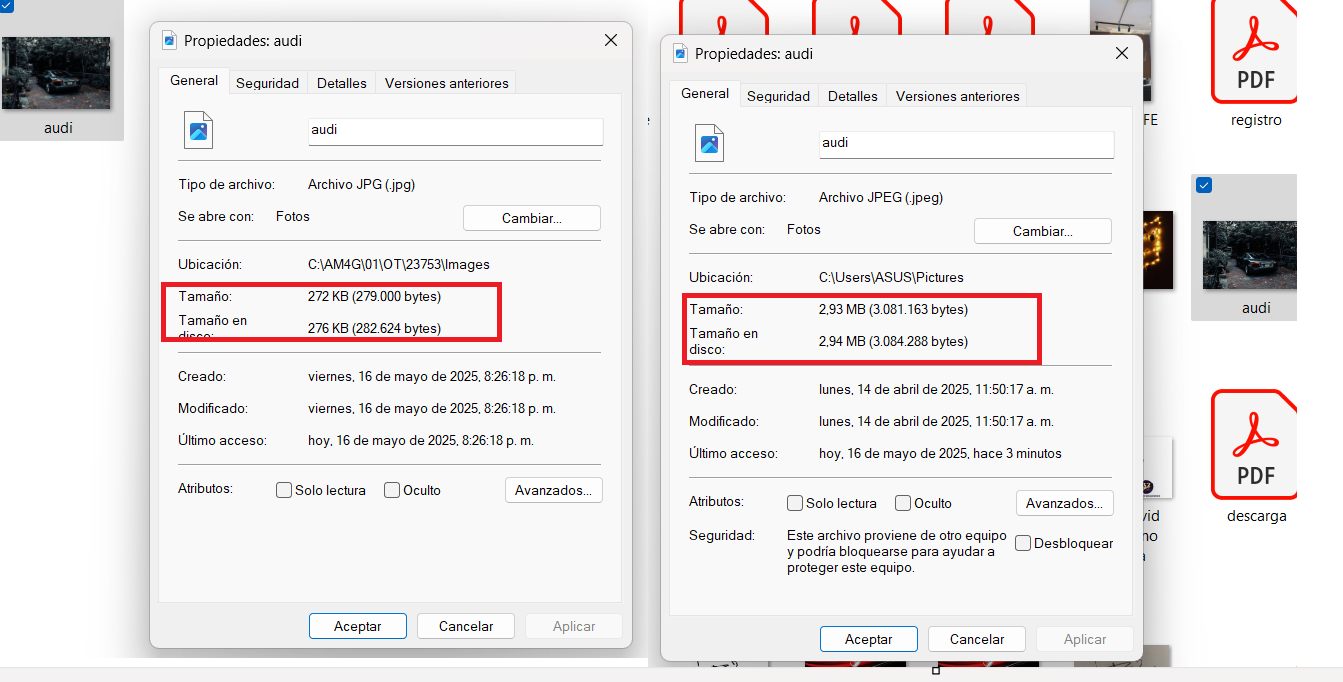 audi
Propiedades: audi
General
Seguridad
Detalles
Versiones anteriores
audi
Tipo de archivo: Archivo JPG (.jpg)
Se abre con: Fotos
Cambiar...
Ubicación: C:\AM4G\01\OT\23753\Images
Tamaño: 272 KB (279.000 bytes)
Tamaño en
disco: 276 KB (282.624 bytes)
Creado: viernes, 16 de mayo de 2025, 8:26:18 p. m.
Modificado: viernes, 16 de mayo de 2025, 8:26:18 p. m.
Último acceso: hoy, 16 de mayo de 2025, 8:26:18 p. m.
Atributos:
Solo lectura
Oculto
Avanzados...
Aceptar
Cancelar
Aplicar
Propiedades: audi
General
Seguridad
Detalles
Versiones anteriores
audi
Tipo de archivo: Archivo JPEG (.jpeg)
Se abre con: Fotos
Cambiar...
Ubicación: C:\Users\ASUS\Pictures
Tamaño: 2,93 MB (3.081.163 bytes)
Tamaño en
disco: 2,94 MB (3.084.288 bytes)
Creado: lunes, 14 de abril de 2025, 11:50:17 a. m.
Modificado: lunes, 14 de abril de 2025, 11:50:17 a. m.
Último acceso: hoy, 16 de mayo de 2025, hace 3 minutos
Atributos:
Solo lectura
Oculto
Avanzados...
Seguridad: Este archivo proviene de otro equipo
y podría bloquearse para ayudar a
proteger este equipo.
Desbloquear
Aceptar
Cancelar
Aplicar
FE
PDF
registro
audi
PDF
descarga